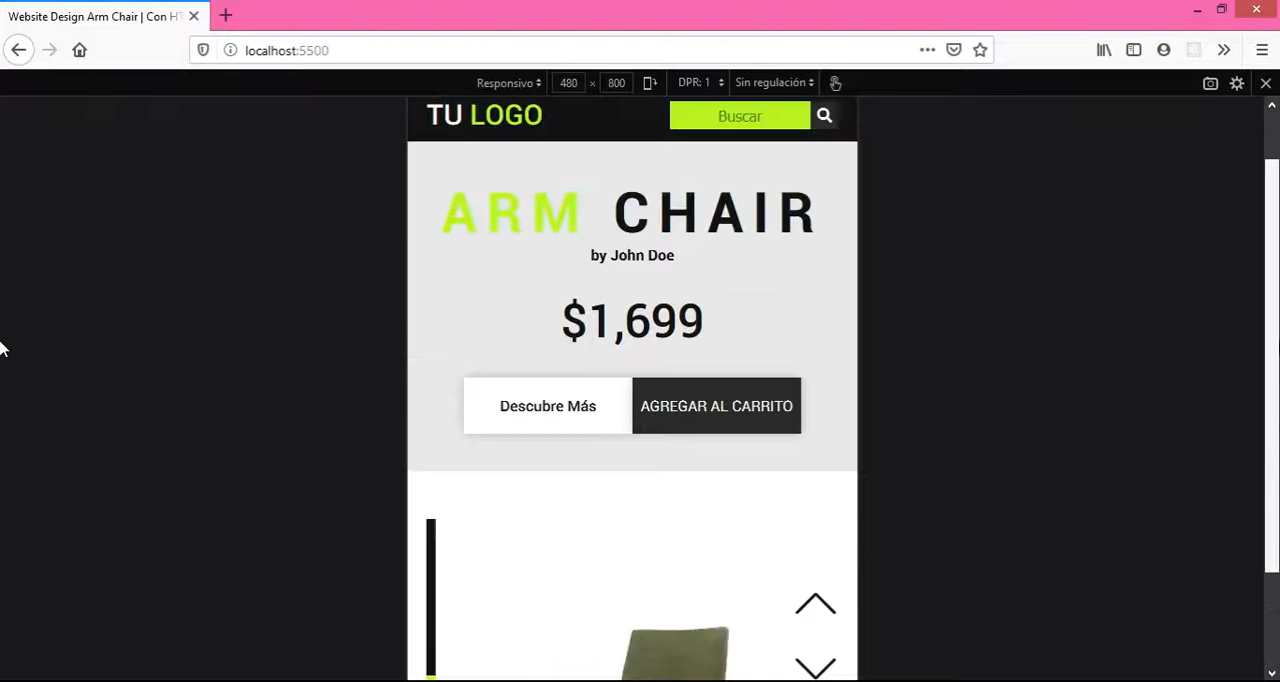 Website Design Arm Chair | Con HT
localhost:5500
Responsivo 480 × 800 DPR: 1 Sin regulación
TU LOGO
Buscar
ARM CHAIR
by John Doe
$1,699
Descubre Más
AGREGAR AL CARRITO